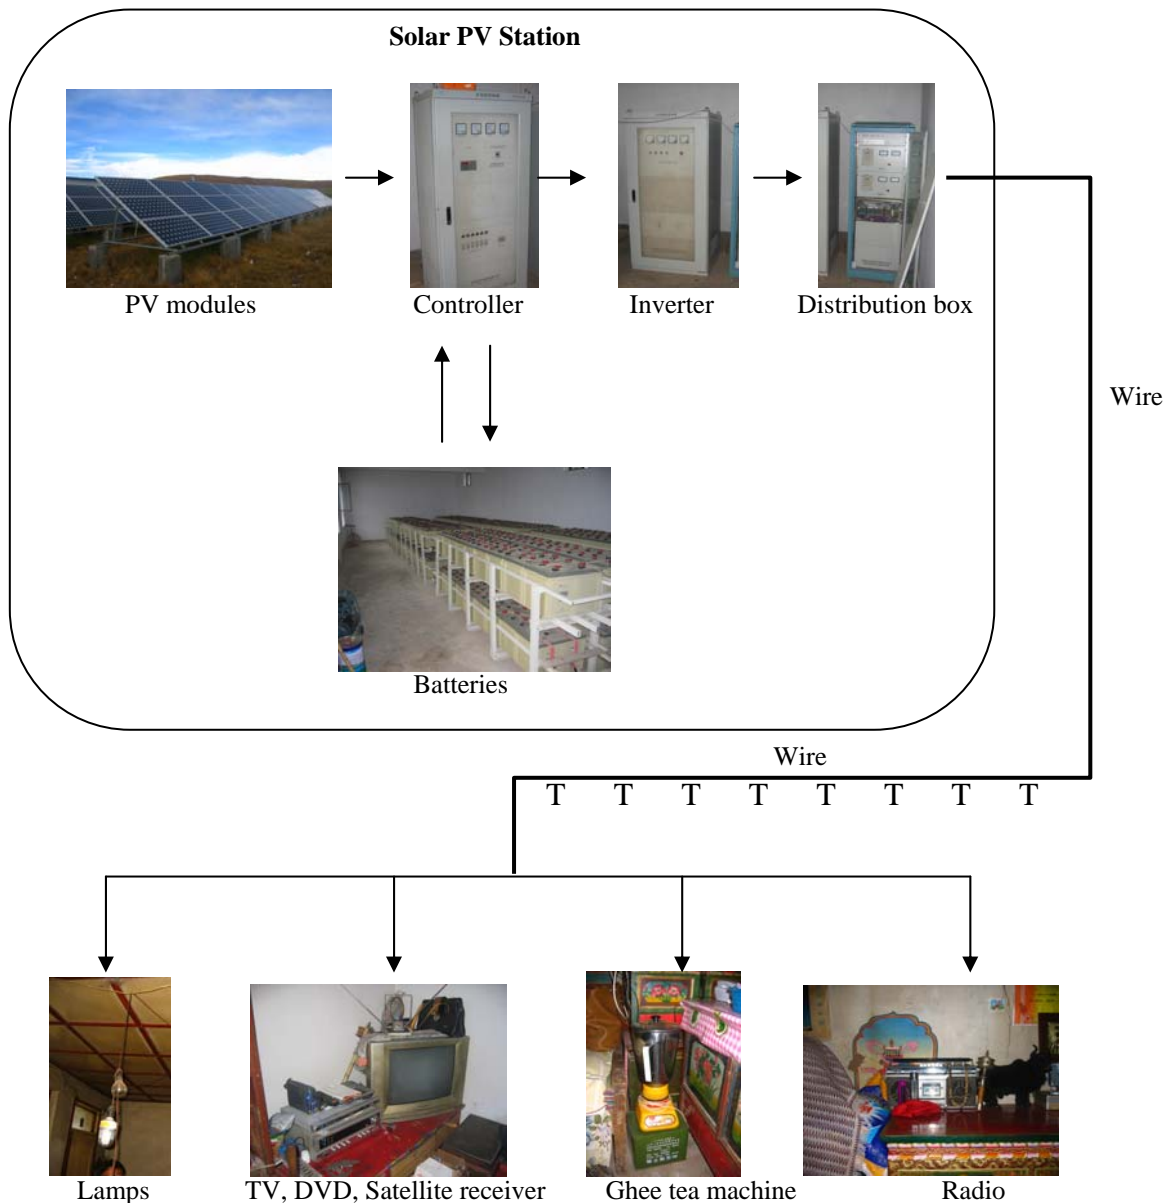 Solar PV Station
PV modules
Controller
Inverter
Distribution box
Wire
Batteries
Wire
T T T T T T T T
Lamps
TV, DVD, Satellite receiver
Ghee tea machine
Radio